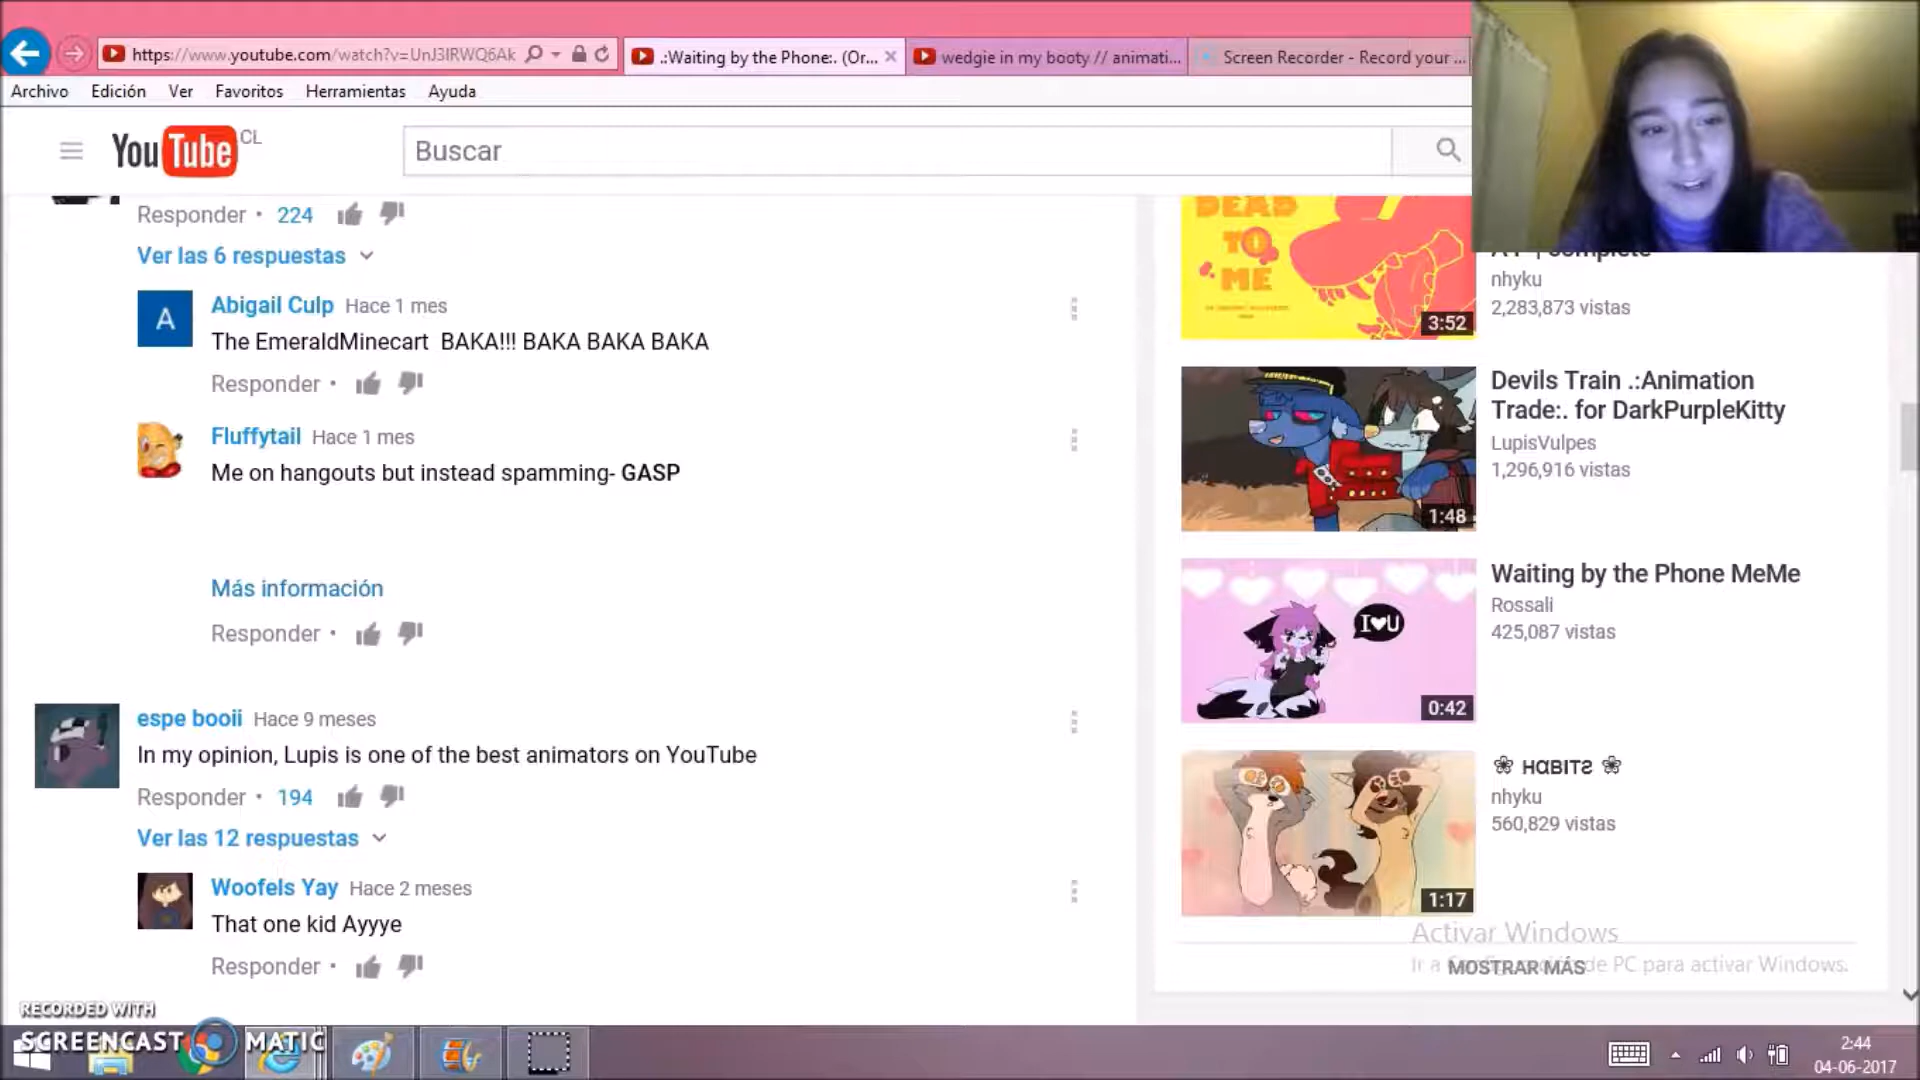 https://www.youtube.com/watch?v=UnJ3IRWQ6Ak
.:Waiting by the Phone:. (Or...
wedgie in my booty // animati...
Screen Recorder - Record your ...
Archivo Edición Ver Favoritos Herramientas Ayuda
YouTube CL
Buscar
Responder • 224
Ver las 6 respuestas
A
Abigail Culp Hace 1 mes
The EmeraldMinecart BAKA!!! BAKA BAKA BAKA
Responder •
Fluffytail Hace 1 mes
Me on hangouts but instead spamming- GASP
Más información
Responder •
espe booii Hace 9 meses
In my opinion, Lupis is one of the best animators on YouTube
Responder • 194
Ver las 12 respuestas
Woofels Yay Hace 2 meses
That one kid Ayyye
Responder •
DEAD
TO
ME
3:52
complete
nhyku
2,283,873 vistas
1:48
Devils Train .:Animation
Trade:. for DarkPurpleKitty
LupisVulpes
1,296,916 vistas
I♥U
0:42
Waiting by the Phone MeMe
Rossali
425,087 vistas
1:17
❀ HαBITƧ ❀
nhyku
560,829 vistas
Activar Windows
Ir a Configuración de PC para activar Windows.
MOSTRAR MÁS
RECORDED WITH
SCREENCAST MATIC
2:44
04-06-2017